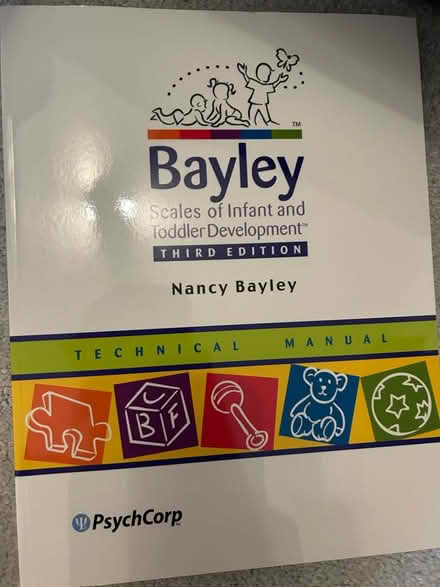 TM
Bayley
Scales of Infant and
Toddler Development™
THIRD EDITION
Nancy Bayley
TECHNICAL MANUAL
C
B F
Ψ PsychCorp